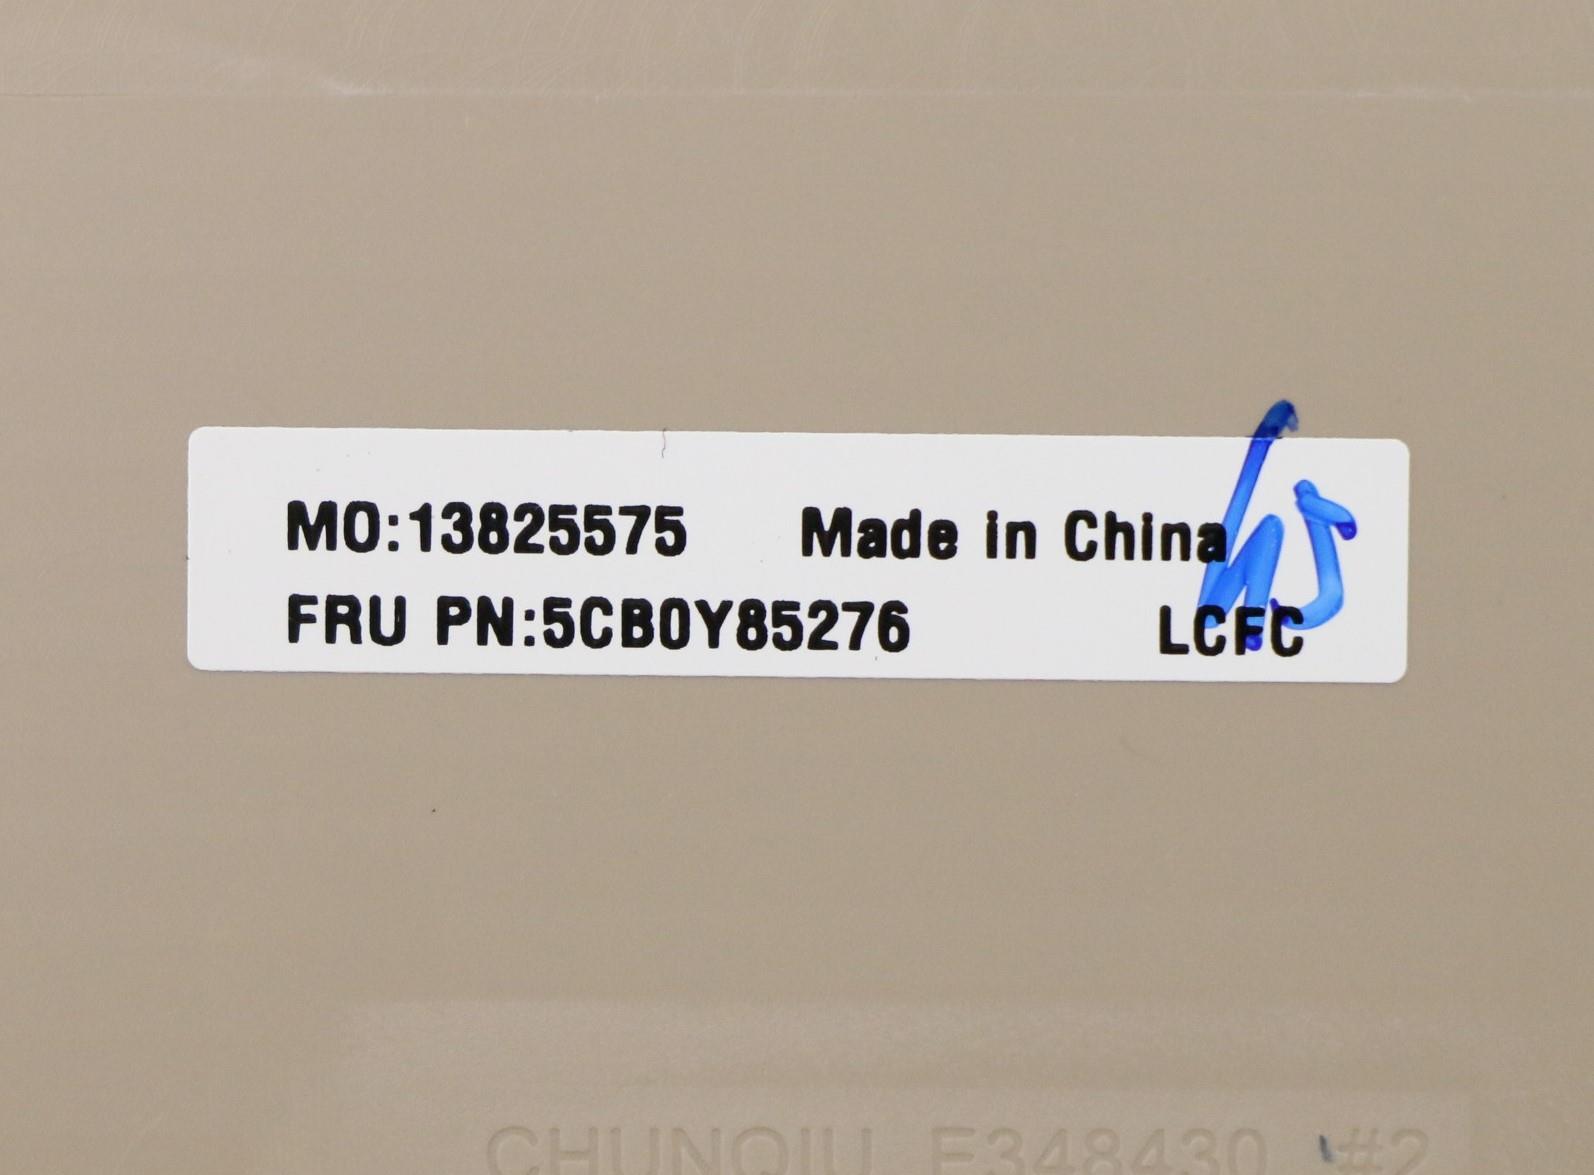 MO:13825575 Made in China
FRU PN:5CB0Y85276 LCFC
CHUNQIU E348430 #2